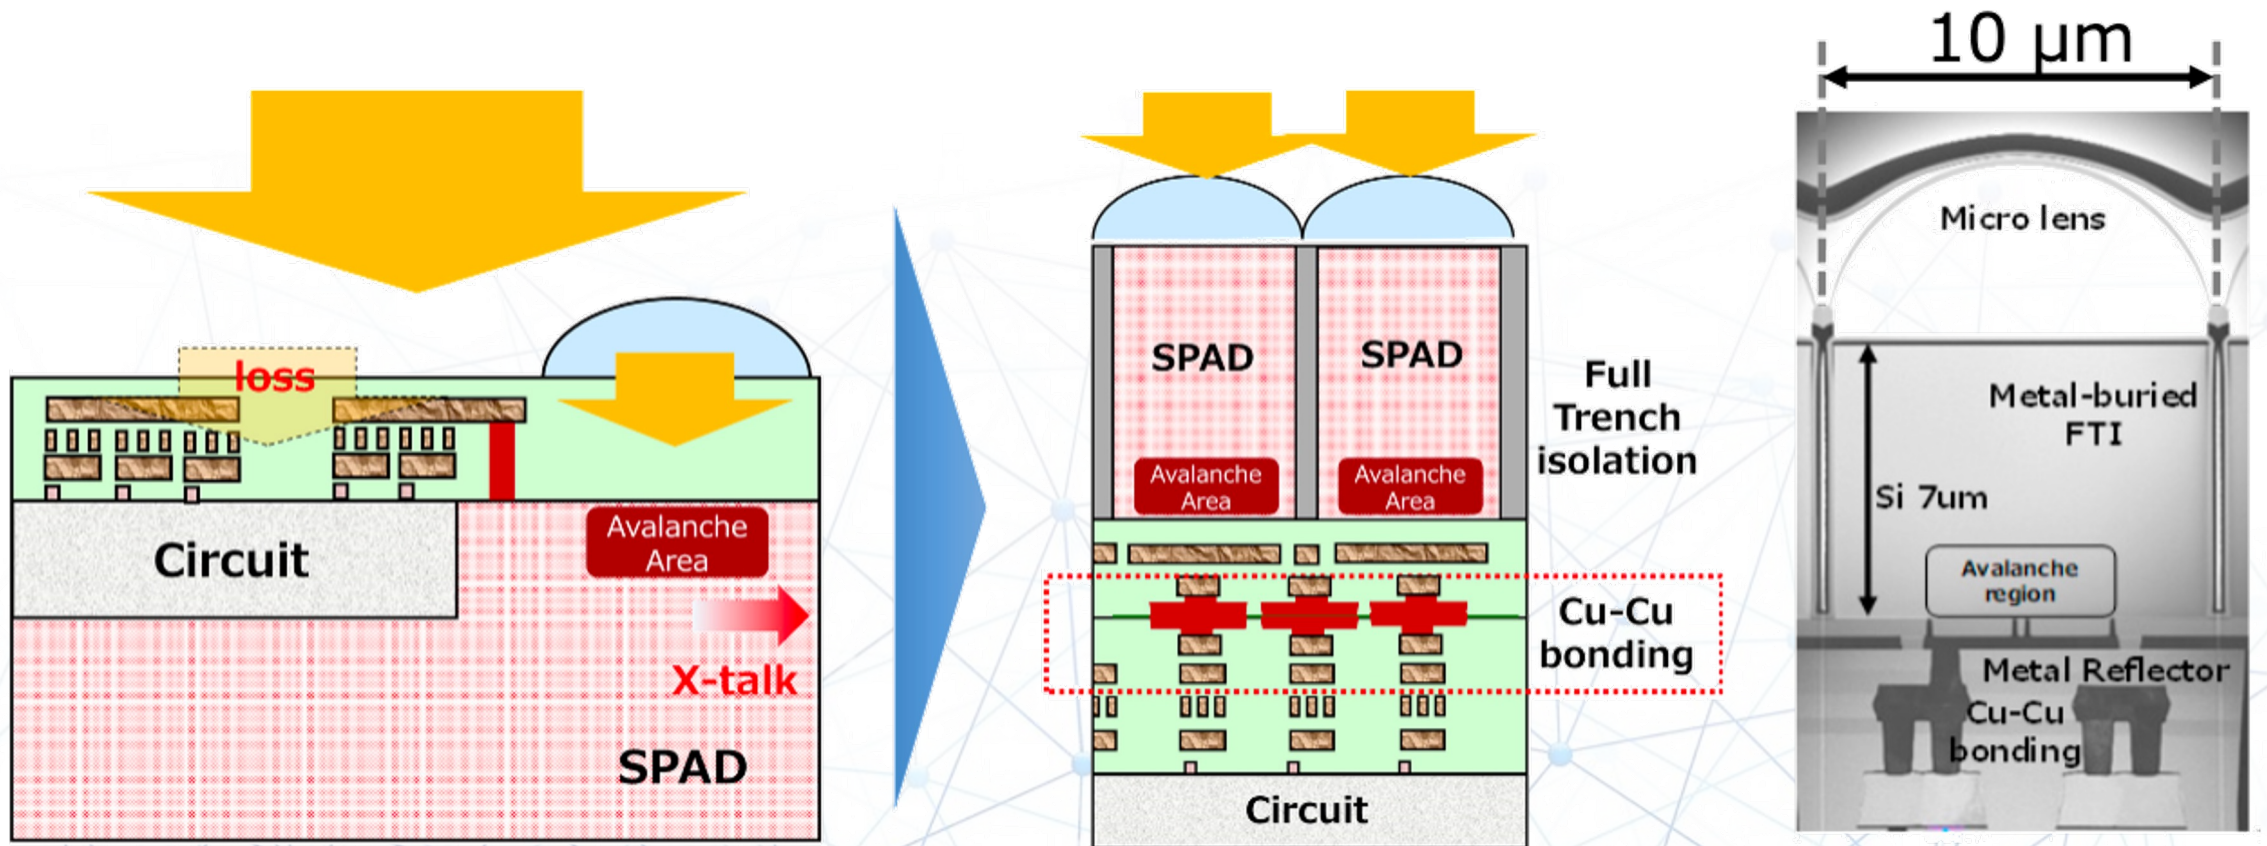 loss
Circuit
Avalanche
Area
X-talk
SPAD
SPAD
SPAD
Avalanche
Area
Avalanche
Area
Full
Trench
isolation
Cu-Cu
bonding
Circuit
10 µm
Micro lens
Metal-buried
FTI
Si 7um
Avalanche
region
Metal Reflector
Cu-Cu
bonding